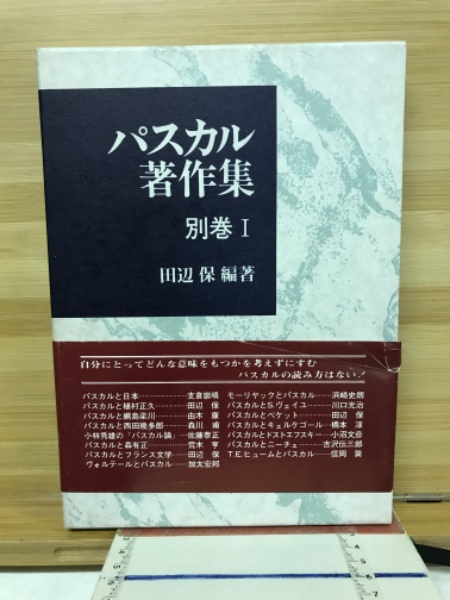 パスカル
著作集
別巻 I
田辺 保 編著
自分にとってどんな意味をもつかを考えずにすむ
パスカルの読み方はない!
パスカルと日本…………支倉崇晴
パスカルと植村正久……田辺 保
パスカルと綱島梁川……由木 康
パスカルと西田幾多郎……森川 甫
小林秀雄の「パスカル論」…佐藤泰正
パスカルと森有正………荒木 亨
パスカルとフランス文学……田辺 保
ヴォルテールとパスカル……加太宏邦
モーリヤックとパスカル……浜崎史朗
パスカルとS.ヴェイユ……川口光治
パスカルとベケット………田辺 保
パスカルとキェルケゴール…橋本 淳
パスカルとドストエフスキー…小沼文彦
パスカルとニーチェ………吉沢伝三郎
T.E.ヒュームとパスカル……信岡 巽